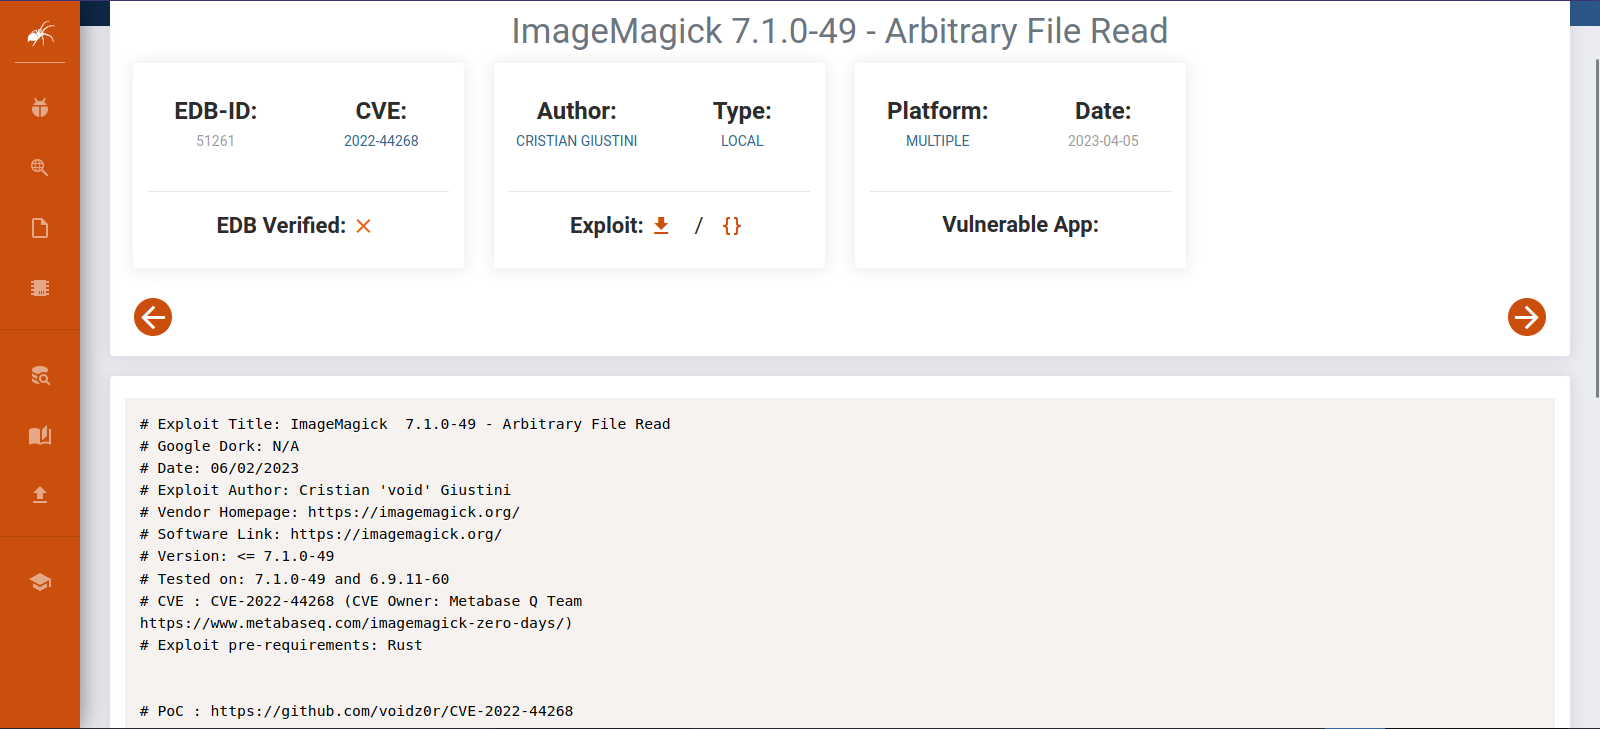 ImageMagick 7.1.0-49 - Arbitrary File Read
EDB-ID:
51261
CVE:
2022-44268
EDB Verified:
Author:
CRISTIAN GIUSTINI
Type:
LOCAL
Exploit: / {}
Platform:
MULTIPLE
Date:
2023-04-05
Vulnerable App:
# Exploit Title: ImageMagick  7.1.0-49 - Arbitrary File Read
# Google Dork: N/A
# Date: 06/02/2023
# Exploit Author: Cristian 'void' Giustini
# Vendor Homepage: https://imagemagick.org/
# Software Link: https://imagemagick.org/
# Version: <= 7.1.0-49
# Tested on: 7.1.0-49 and 6.9.11-60
# CVE : CVE-2022-44268 (CVE Owner: Metabase Q Team
https://www.metabaseq.com/imagemagick-zero-days/)
# Exploit pre-requirements: Rust
# PoC : https://github.com/voidz0r/CVE-2022-44268